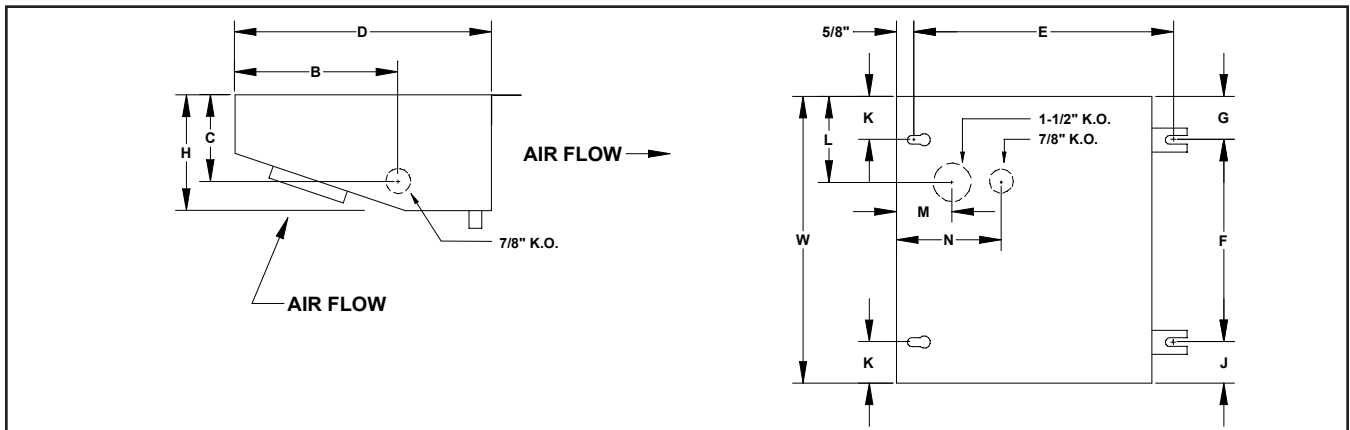 D
B
H
C
AIR FLOW
7/8" K.O.
AIR FLOW
5/8"
E
K
L
1-1/2" K.O.
7/8" K.O.
G
M
N
W
F
K
J